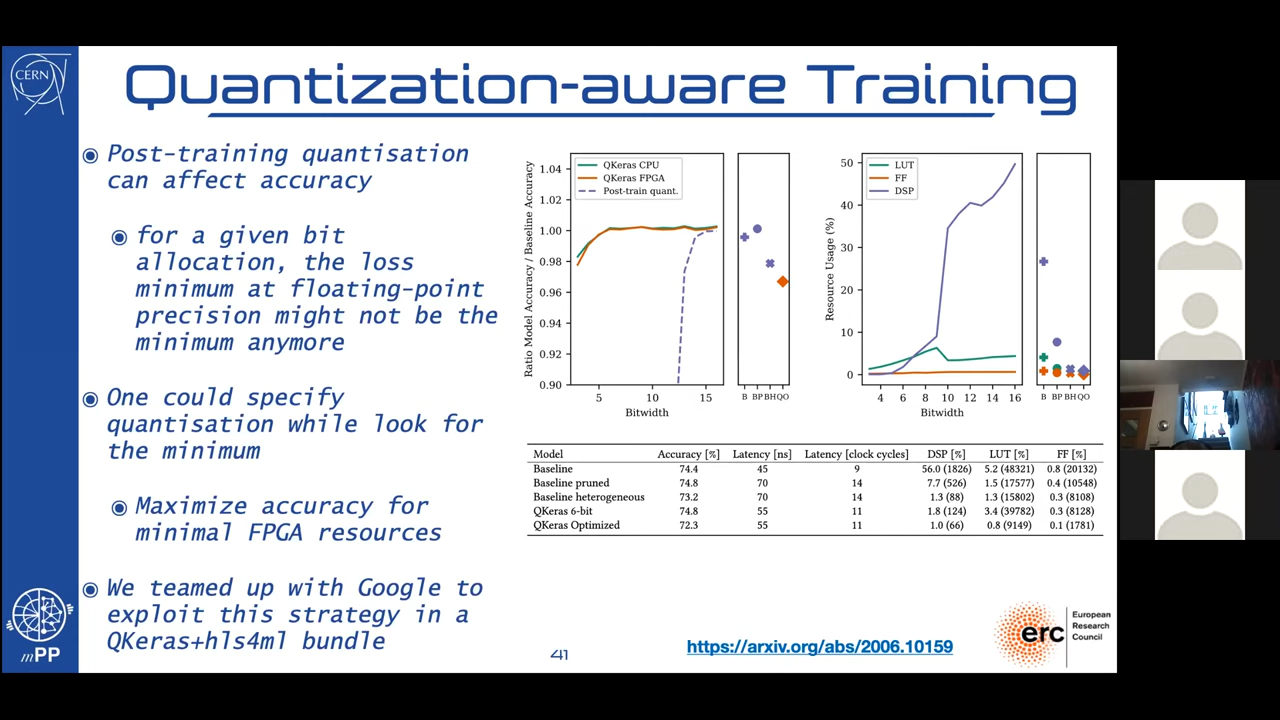 CERN
Quantization-aware Training
Post-training quantisation
can affect accuracy
for a given bit
allocation, the loss
minimum at floating-point
precision might not be the
minimum anymore
One could specify
quantisation while look for
the minimum
Maximize accuracy for
minimal FPGA resources
We teamed up with Google to
exploit this strategy in a
QKeras+hls4ml bundle
mPP
Ratio Model Accuracy / Baseline Accuracy
1.04
1.02
1.00
0.98
0.96
0.94
0.92
0.90
QKeras CPU
QKeras FPGA
Post-train quant.
5 10 15
Bitwidth
B BP BH QO
Resource Usage (%)
50
40
30
20
10
0
LUT
FF
DSP
4 6 8 10 12 14 16
Bitwidth
B BP BH QO
Model Accuracy [%] Latency [ns] Latency [clock cycles] DSP [%] LUT [%] FF [%]
Baseline 74.4 45 9 56.0 (1826) 5.2 (48321) 0.8 (20132)
Baseline pruned 74.8 70 14 7.7 (526) 1.5 (17577) 0.4 (10548)
Baseline heterogeneous 73.2 70 14 1.3 (88) 1.3 (15802) 0.3 (8108)
QKeras 6-bit 74.8 55 11 1.8 (124) 3.4 (39782) 0.3 (8128)
QKeras Optimized 72.3 55 11 1.0 (66) 0.8 (9149) 0.1 (1781)
41
https://arxiv.org/abs/2006.10159
erc
European
Research
Council